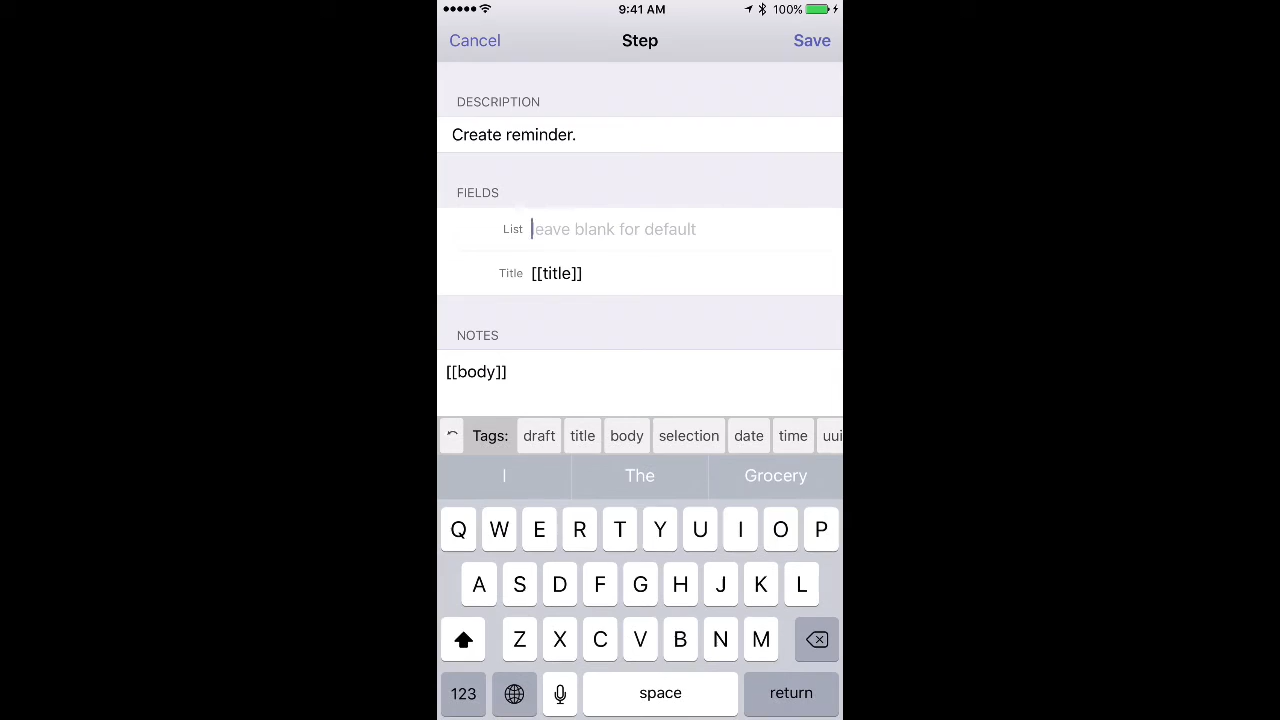 9:41 AM 100%
Cancel Step Save
DESCRIPTION
Create reminder.
FIELDS
List leave blank for default
Title [[title]]
NOTES
[[body]]
Tags: draft title body selection date time uui
I The Grocery
Q W E R T Y U I O P
A S D F G H J K L
Z X C V B N M
123 space return